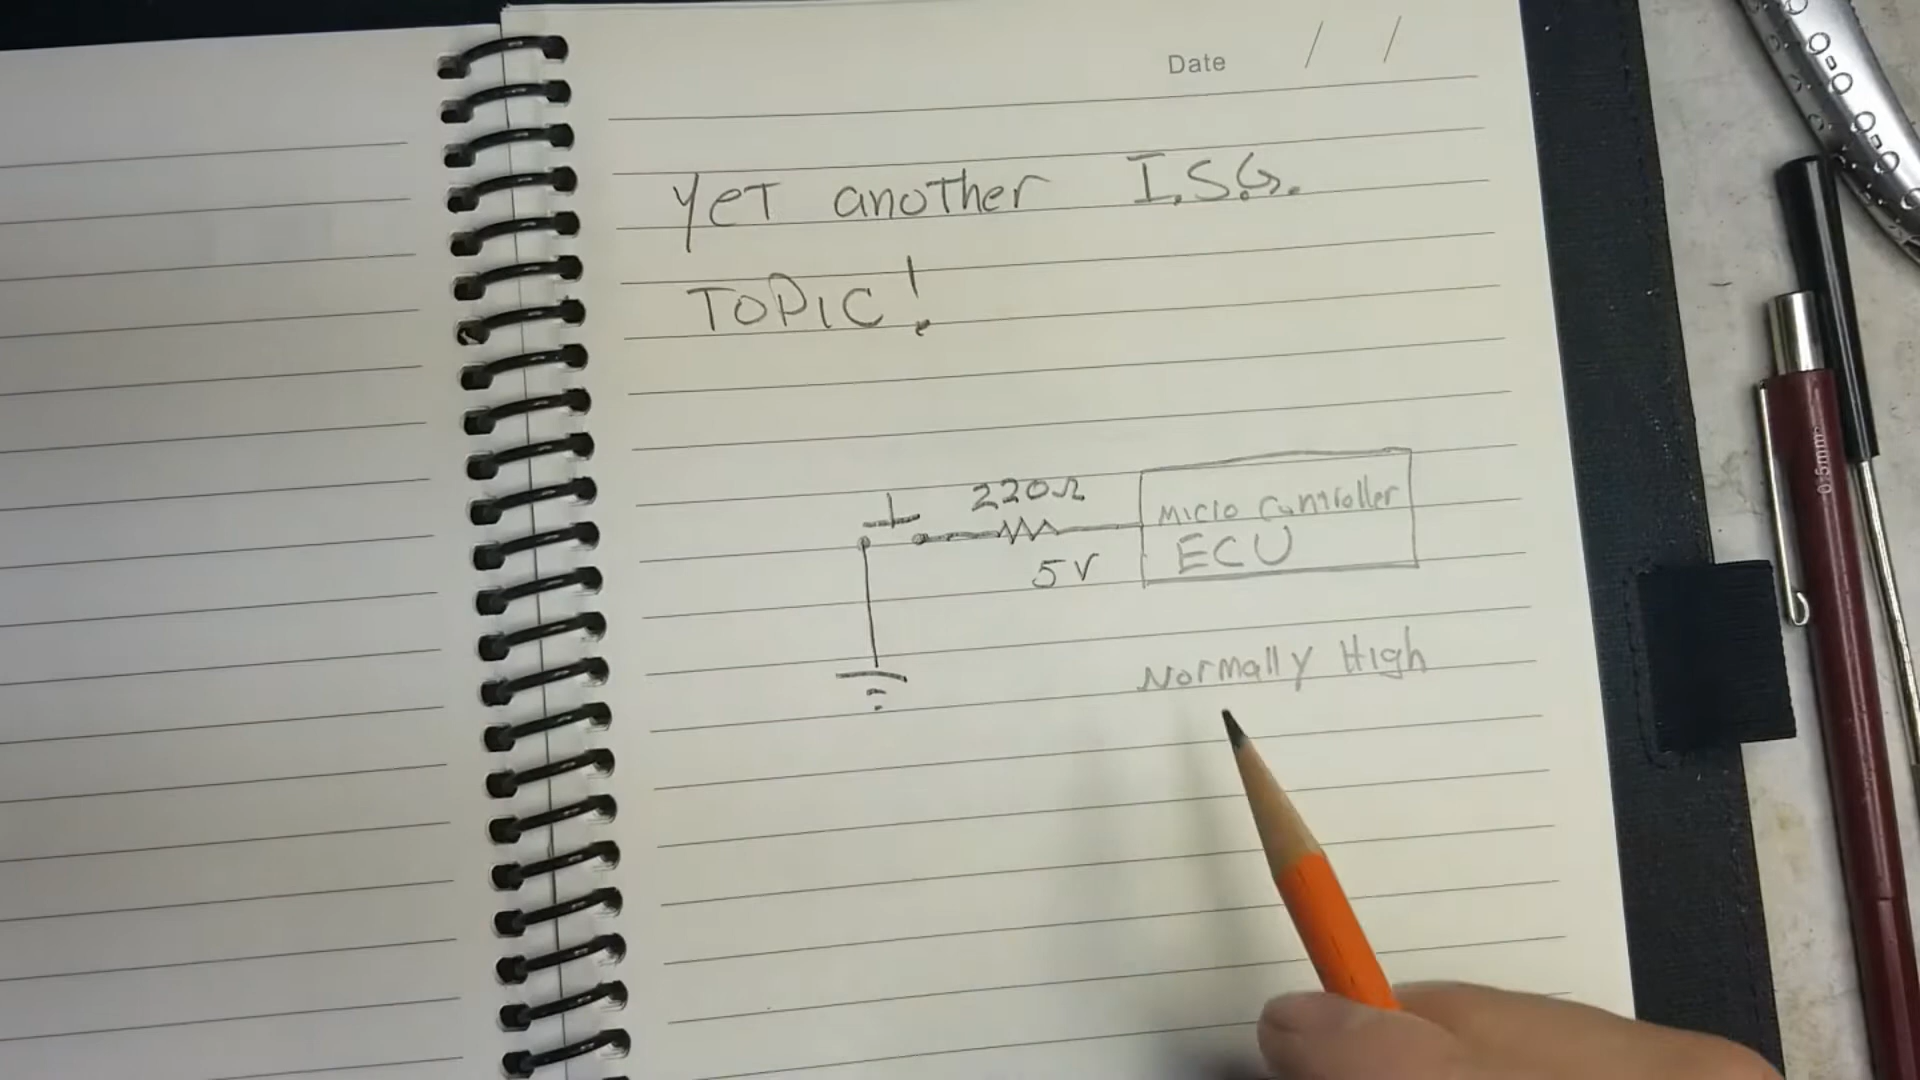 Date / /
Yet another I.S.G.
TOPIC!
220Ω
Micro controller
ECU
5V
Normally High
0.5mm